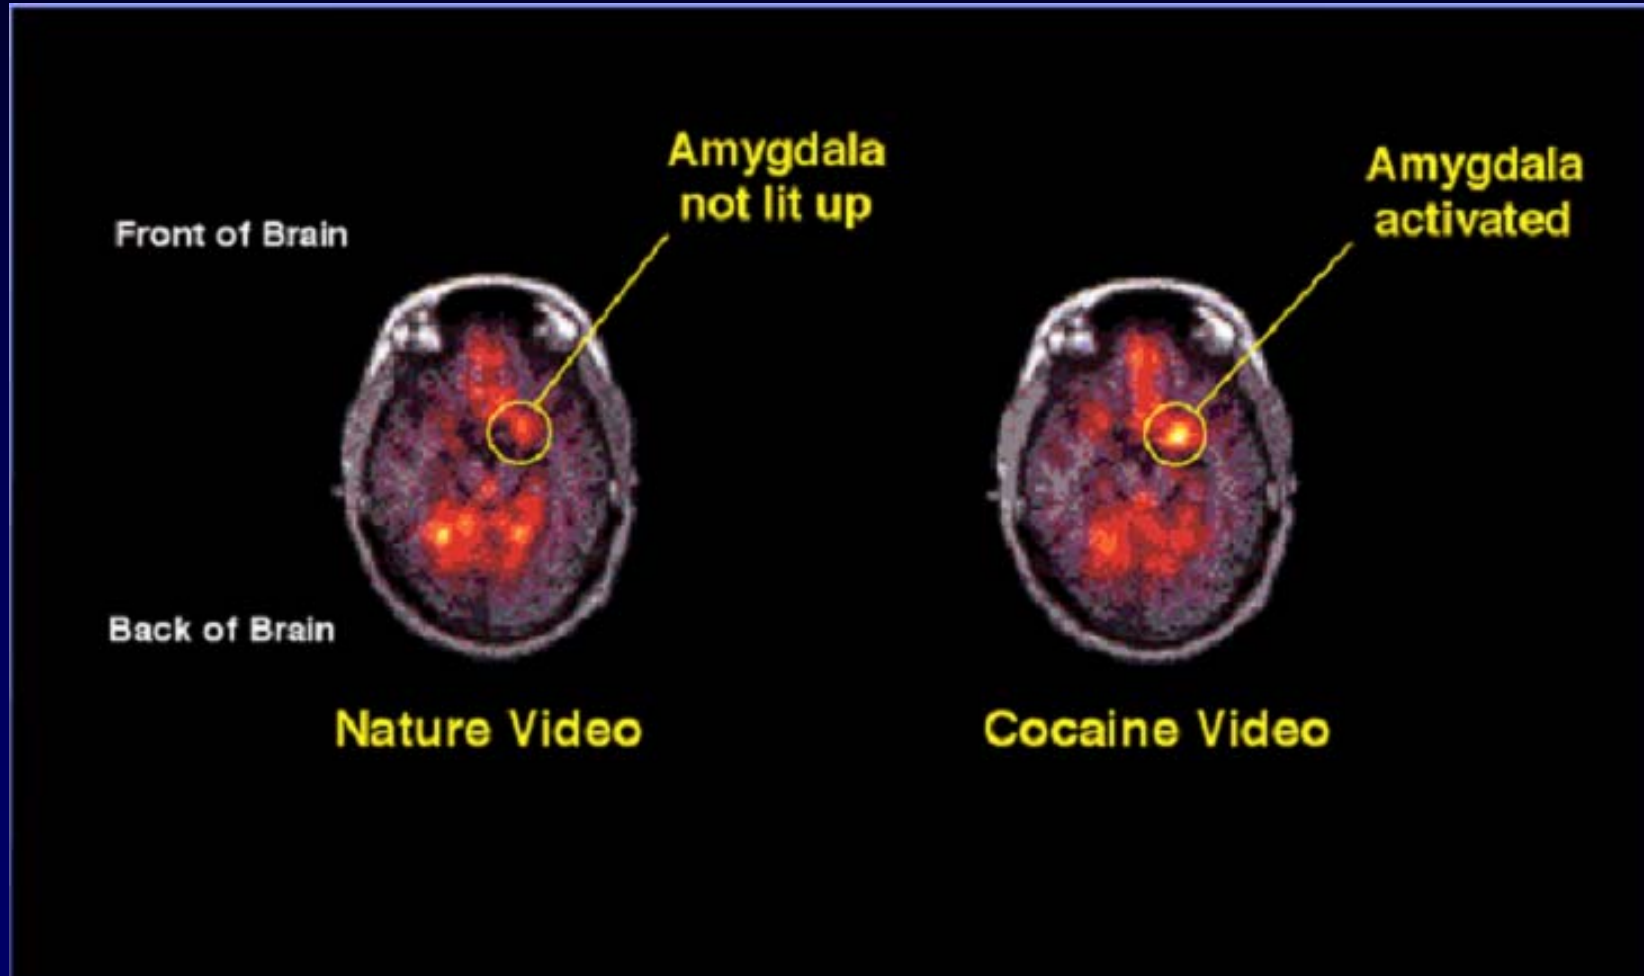 Amygdala
not lit up
Amygdala
activated
Front of Brain
Back of Brain
Nature Video
Cocaine Video